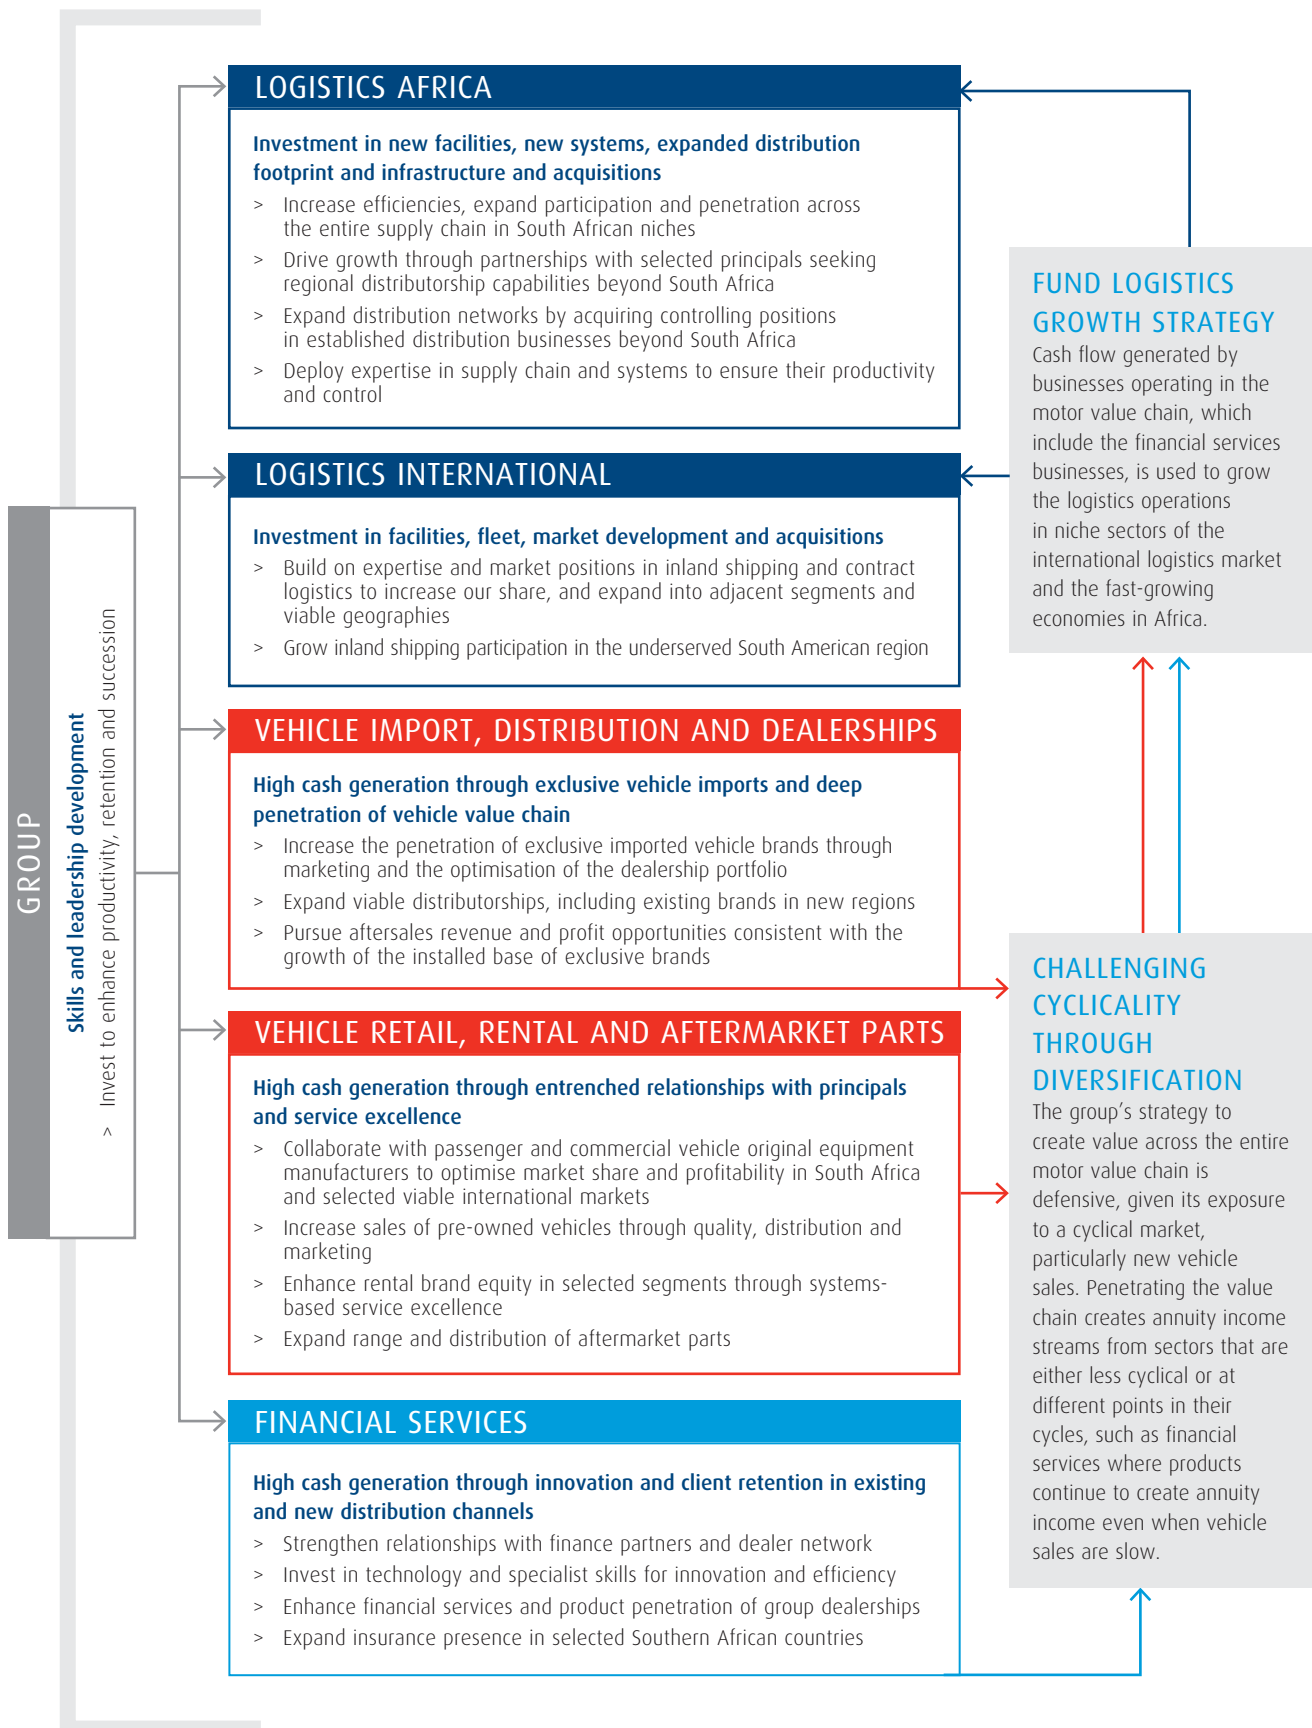 GROUP
Skills and leadership development
> Invest to enhance productivity, retention and succession
LOGISTICS AFRICA
Investment in new facilities, new systems, expanded distribution
footprint and infrastructure and acquisitions
> Increase efficiencies, expand participation and penetration across
the entire supply chain in South African niches
> Drive growth through partnerships with selected principals seeking
regional distributorship capabilities beyond South Africa
> Expand distribution networks by acquiring controlling positions
in established distribution businesses beyond South Africa
> Deploy expertise in supply chain and systems to ensure their productivity
and control
LOGISTICS INTERNATIONAL
Investment in facilities, fleet, market development and acquisitions
> Build on expertise and market positions in inland shipping and contract
logistics to increase our share, and expand into adjacent segments and
viable geographies
> Grow inland shipping participation in the underserved South American region
VEHICLE IMPORT, DISTRIBUTION AND DEALERSHIPS
High cash generation through exclusive vehicle imports and deep
penetration of vehicle value chain
> Increase the penetration of exclusive imported vehicle brands through
marketing and the optimisation of the dealership portfolio
> Expand viable distributorships, including existing brands in new regions
> Pursue aftersales revenue and profit opportunities consistent with the
growth of the installed base of exclusive brands
VEHICLE RETAIL, RENTAL AND AFTERMARKET PARTS
High cash generation through entrenched relationships with principals
and service excellence
> Collaborate with passenger and commercial vehicle original equipment
manufacturers to optimise market share and profitability in South Africa
and selected viable international markets
> Increase sales of pre-owned vehicles through quality, distribution and
marketing
> Enhance rental brand equity in selected segments through systems-
based service excellence
> Expand range and distribution of aftermarket parts
FINANCIAL SERVICES
High cash generation through innovation and client retention in existing
and new distribution channels
> Strengthen relationships with finance partners and dealer network
> Invest in technology and specialist skills for innovation and efficiency
> Enhance financial services and product penetration of group dealerships
> Expand insurance presence in selected Southern African countries
FUND LOGISTICS
GROWTH STRATEGY
Cash flow generated by
businesses operating in the
motor value chain, which
include the financial services
businesses, is used to grow
the logistics operations
in niche sectors of the
international logistics market
and the fast-growing
economies in Africa.
CHALLENGING
CYCLICALITY
THROUGH
DIVERSIFICATION
The group's strategy to
create value across the entire
motor value chain is
defensive, given its exposure
to a cyclical market,
particularly new vehicle
sales. Penetrating the value
chain creates annuity income
streams from sectors that are
either less cyclical or at
different points in their
cycles, such as financial
services where products
continue to create annuity
income even when vehicle
sales are slow.